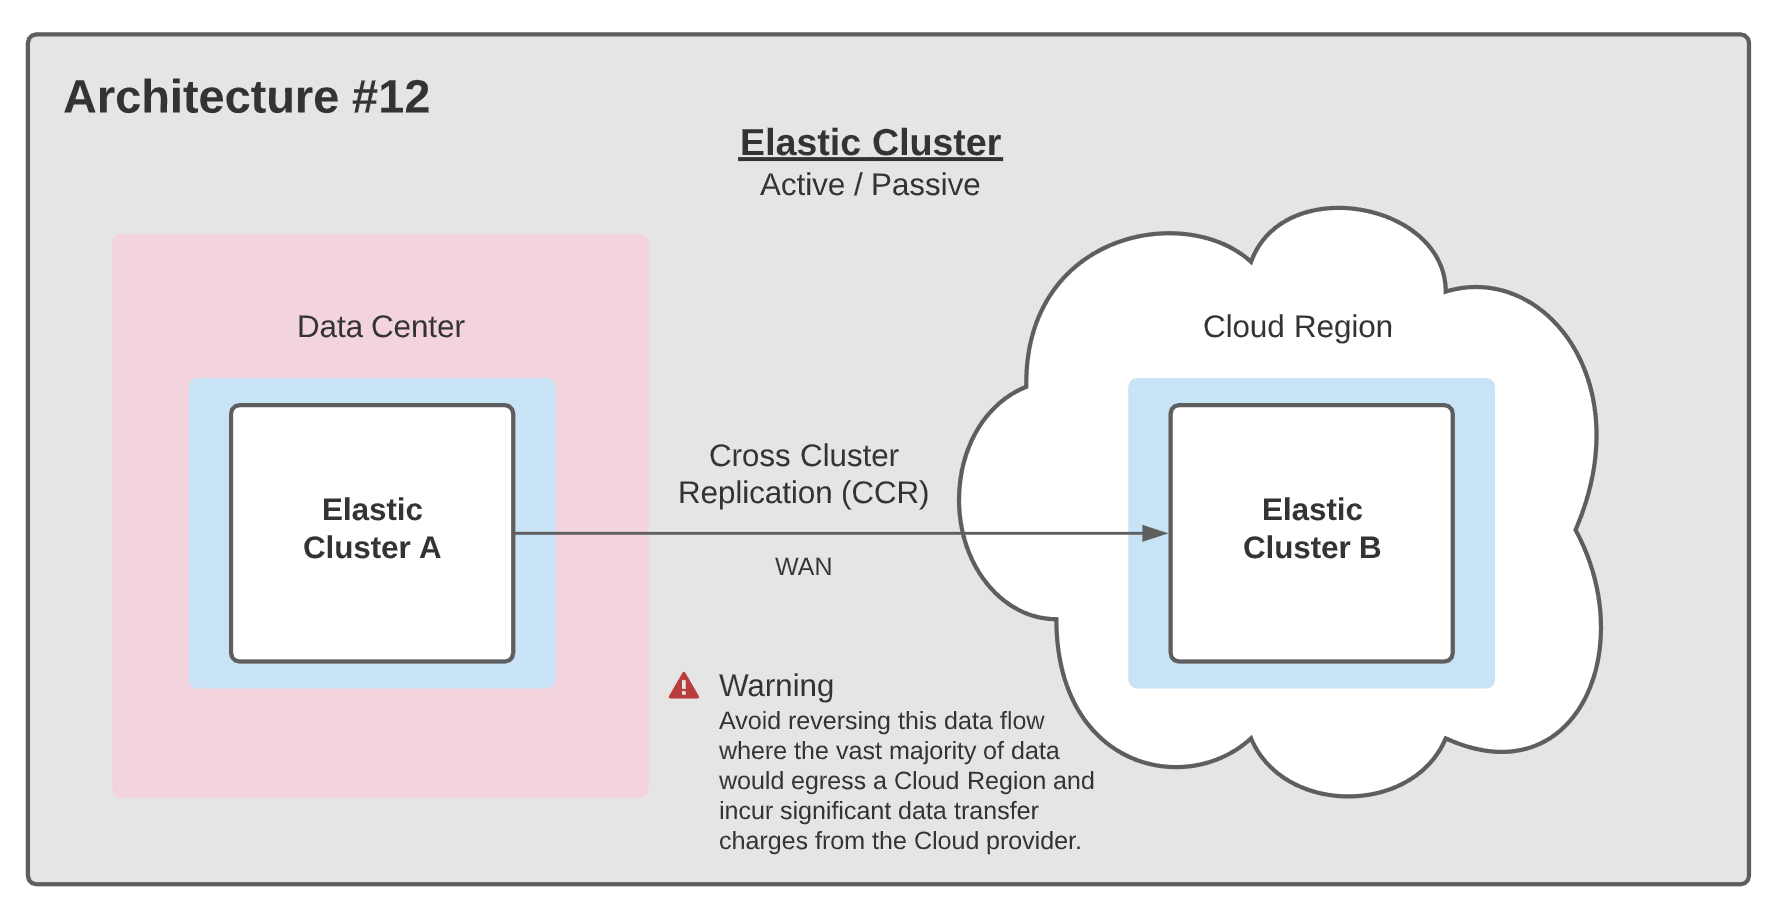 Architecture #12
Elastic Cluster
Active / Passive
Data Center
Cloud Region
Elastic
Cluster A
Cross Cluster
Replication (CCR)
WAN
Elastic
Cluster B
Warning
Avoid reversing this data flow
where the vast majority of data
would egress a Cloud Region and
incur significant data transfer
charges from the Cloud provider.